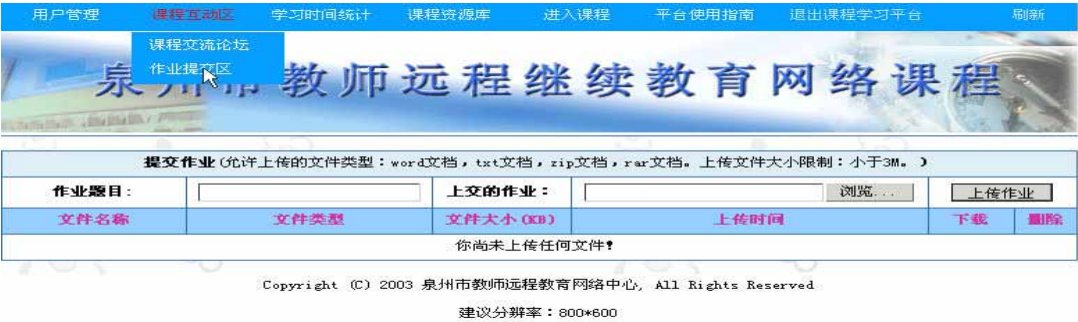 用户管理 课程互动区 学习时间统计 课程资源库 进入课程 平台使用指南 退出课程学习平台 刷新
课程交流论坛
作业提交区
泉州市教师远程继续教育网络课程
提交作业(允许上传的文件类型：word文档，txt文档，zip文档，rar文档。上传文件大小限制：小于3M。)
作业题目： 上交的作业： 浏览... 上传作业
文件名称 文件类型 文件大小(KB) 上传时间 下载 删除
你尚未上传任何文件！
Copyright (C) 2003 泉州市教师远程教育网络中心, All Rights Reserved
建议分辨率：800*600